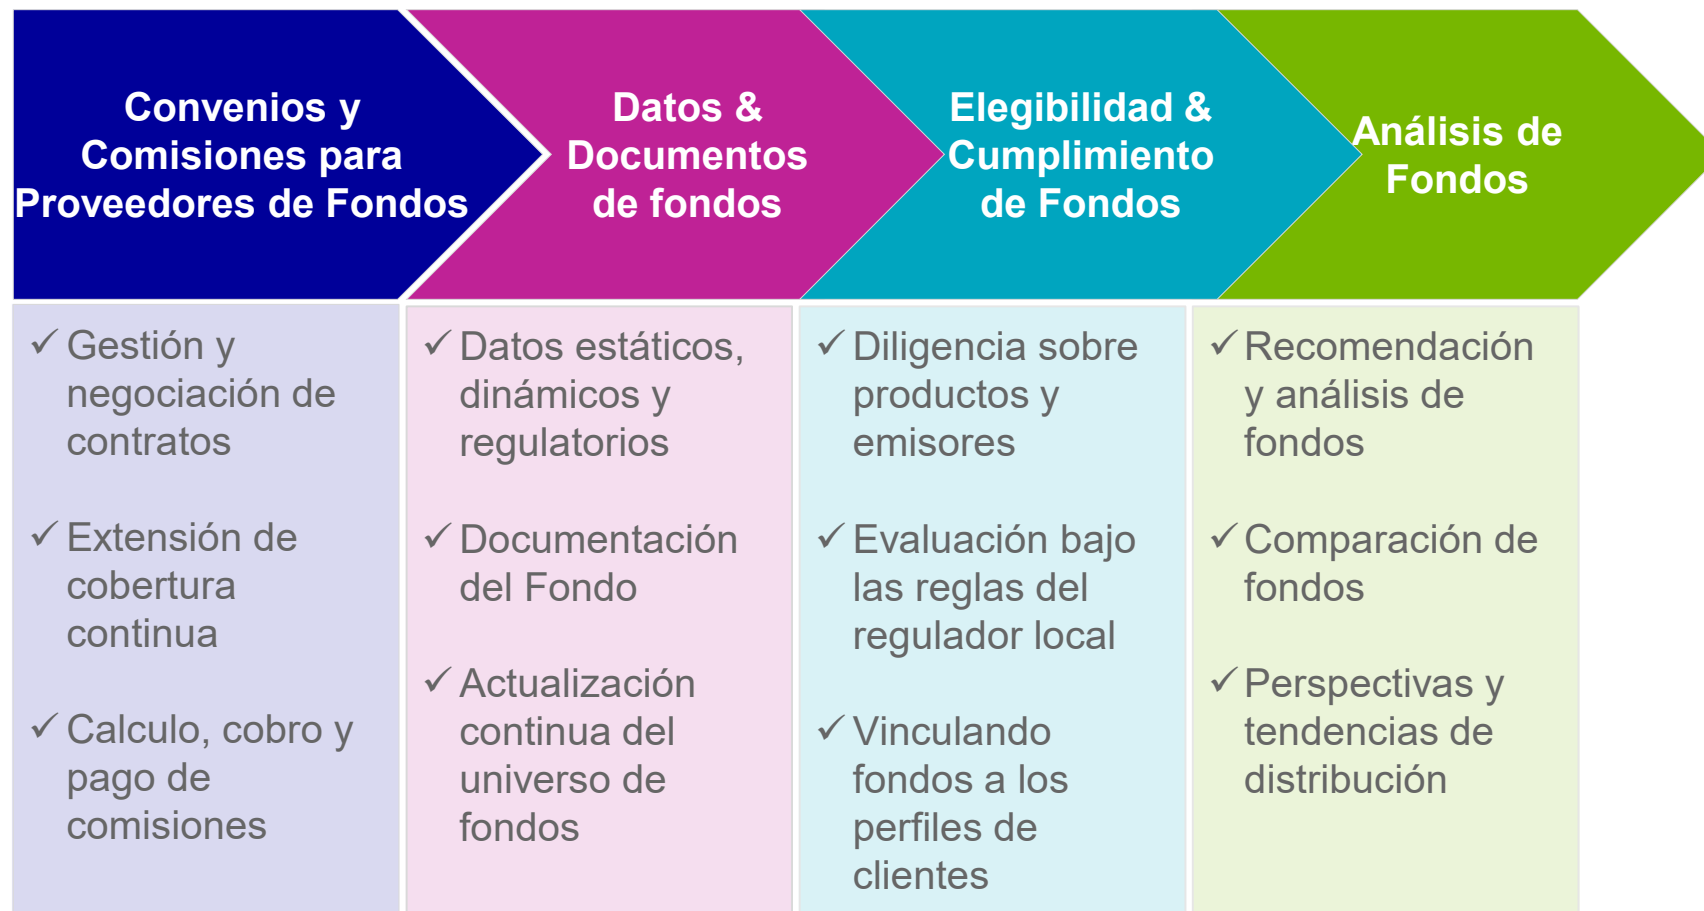 Convenios y
Comisiones para
Proveedores de Fondos
Datos &
Documentos
de fondos
Elegibilidad &
Cumplimiento
de Fondos
Análisis de
Fondos
✓ Gestión y
negociación de
contratos
✓ Extensión de
cobertura
continua
✓ Calculo, cobro y
pago de
comisiones
✓ Datos estáticos,
dinámicos y
regulatorios
✓ Documentación
del Fondo
✓ Actualización
continua del
universo de
fondos
✓ Diligencia sobre
productos y
emisores
✓ Evaluación bajo
las reglas del
regulador local
✓ Vinculando
fondos a los
perfiles de
clientes
✓ Recomendación
y análisis de
fondos
✓ Comparación de
fondos
✓ Perspectivas y
tendencias de
distribución